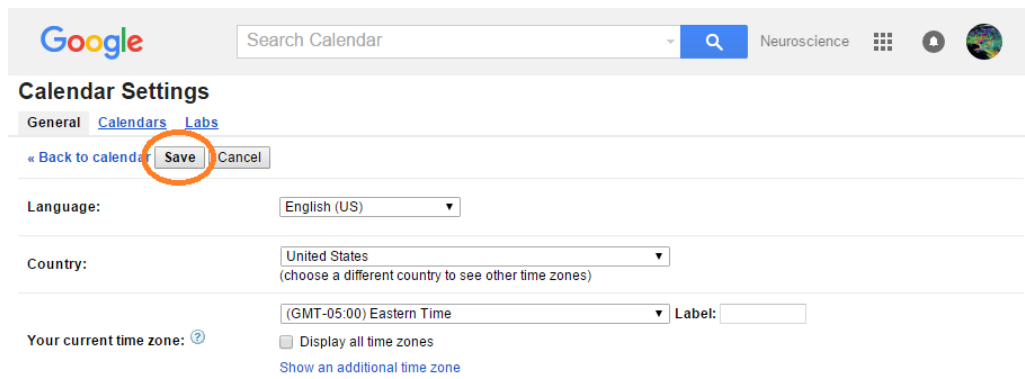 Google Search Calendar Neuroscience
Calendar Settings
General Calendars Labs
« Back to calendar Save Cancel
Language: English (US)
Country: United States
(choose a different country to see other time zones)
(GMT-05:00) Eastern Time Label:
Your current time zone: ?
Display all time zones
Show an additional time zone